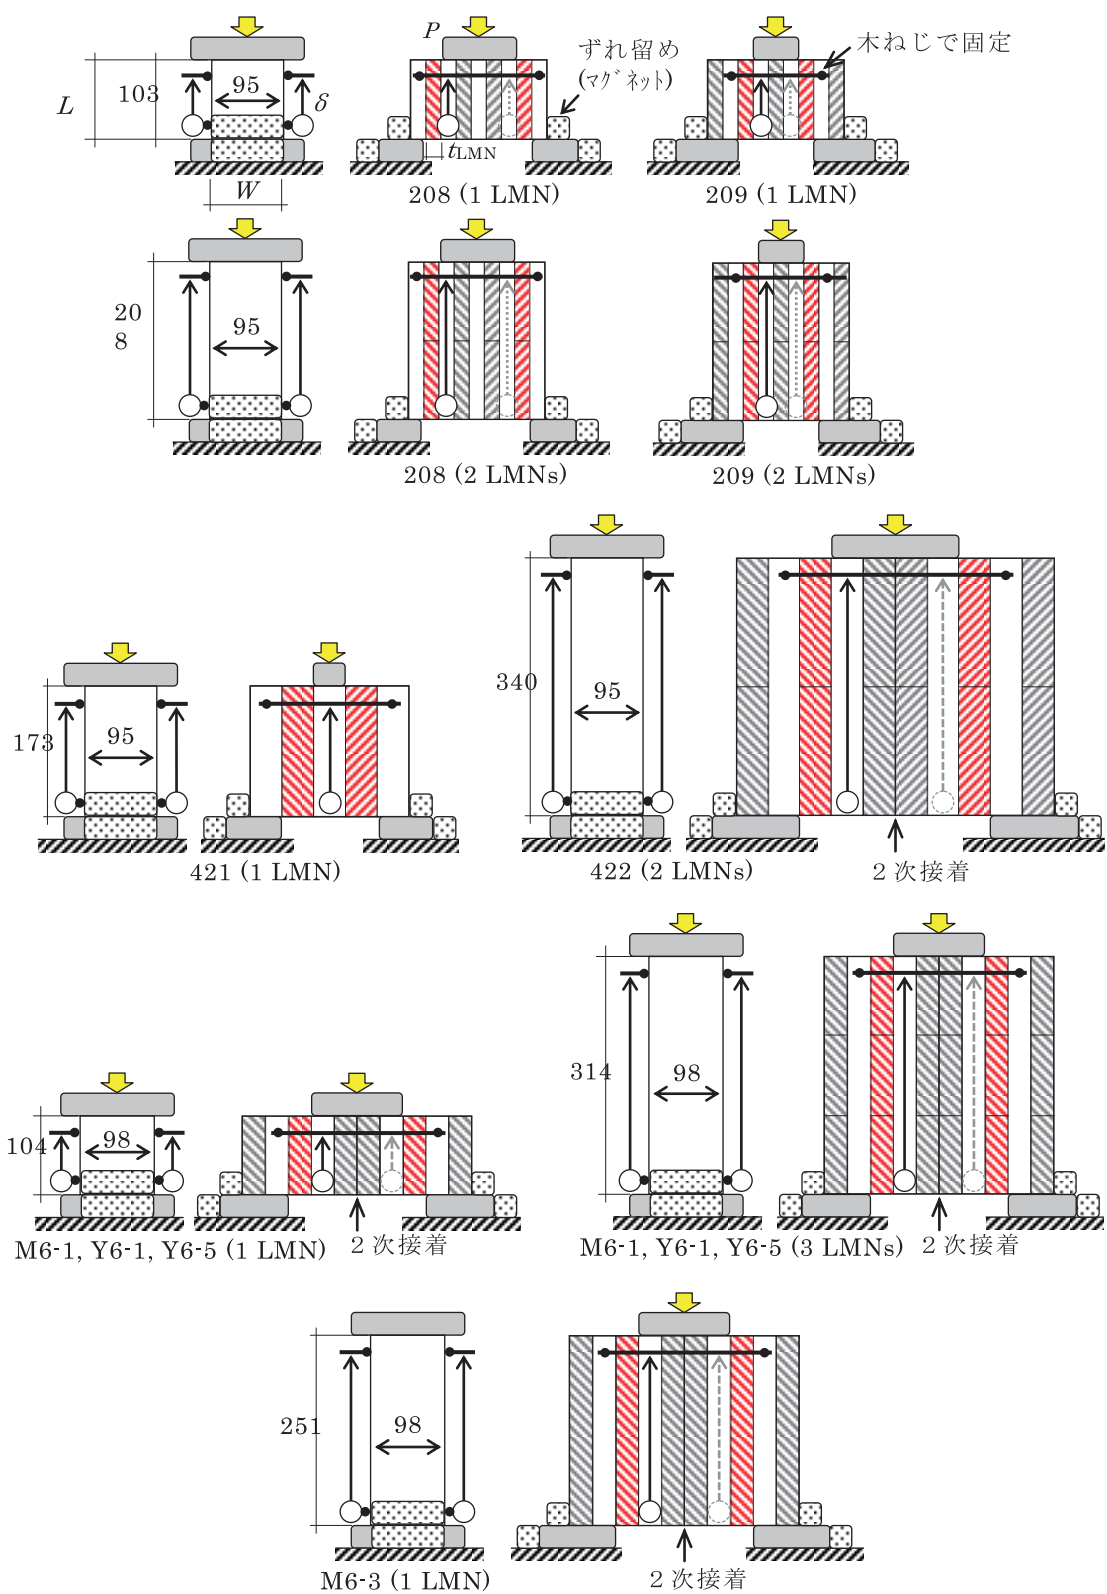 P
ずれ留め
(マグネット)
木ねじで固定
L
103
95
δ
tLMN
W
208 (1 LMN)
209 (1 LMN)
20
8
95
208 (2 LMNs)
209 (2 LMNs)
173
95
421 (1 LMN)
340
95
422 (2 LMNs)
2次接着
104
98
M6-1, Y6-1, Y6-5 (1 LMN)
2次接着
314
98
M6-1, Y6-1, Y6-5 (3 LMNs)
2次接着
251
98
M6-3 (1 LMN)
2次接着